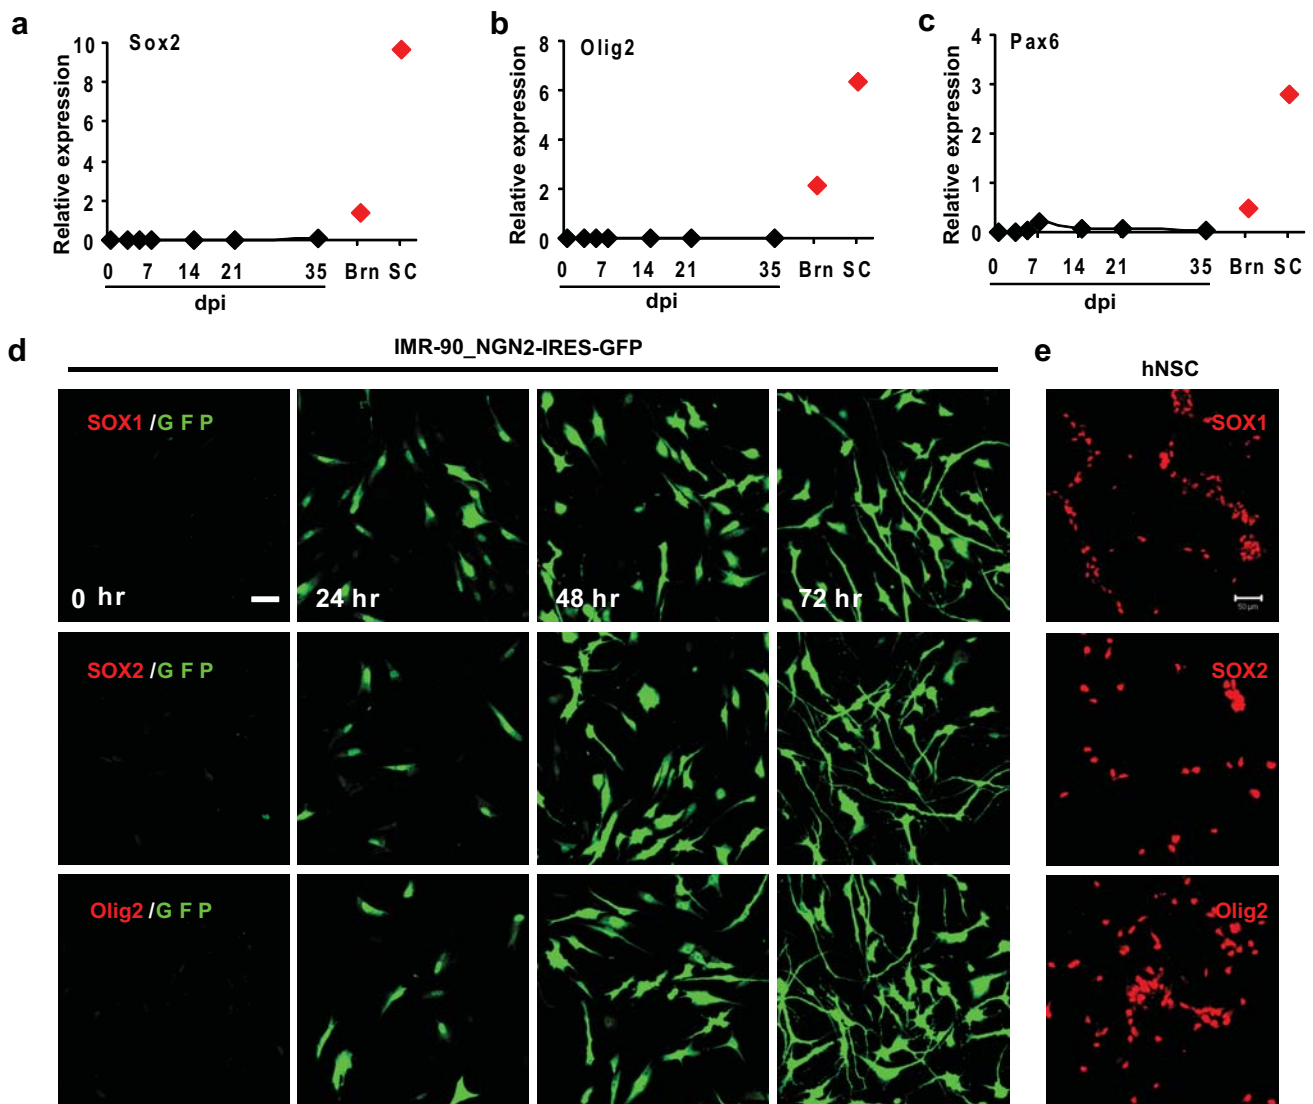 a
Sox2
Relative expression
10
8
6
4
2
0
0 7 14 21 35 Brn SC
dpi
b
Olig2
Relative expression
8
6
4
2
0
0 7 14 21 35 Brn SC
dpi
c
Pax6
Relative expression
4
3
2
1
0
0 7 14 21 35 Brn SC
dpi
d
IMR-90_NGN2-IRES-GFP
SOX1 /G F P
0 hr
24 hr
48 hr
72 hr
SOX2 /G F P
Olig2 /G F P
e
hNSC
SOX1
50 µm
SOX2
Olig2